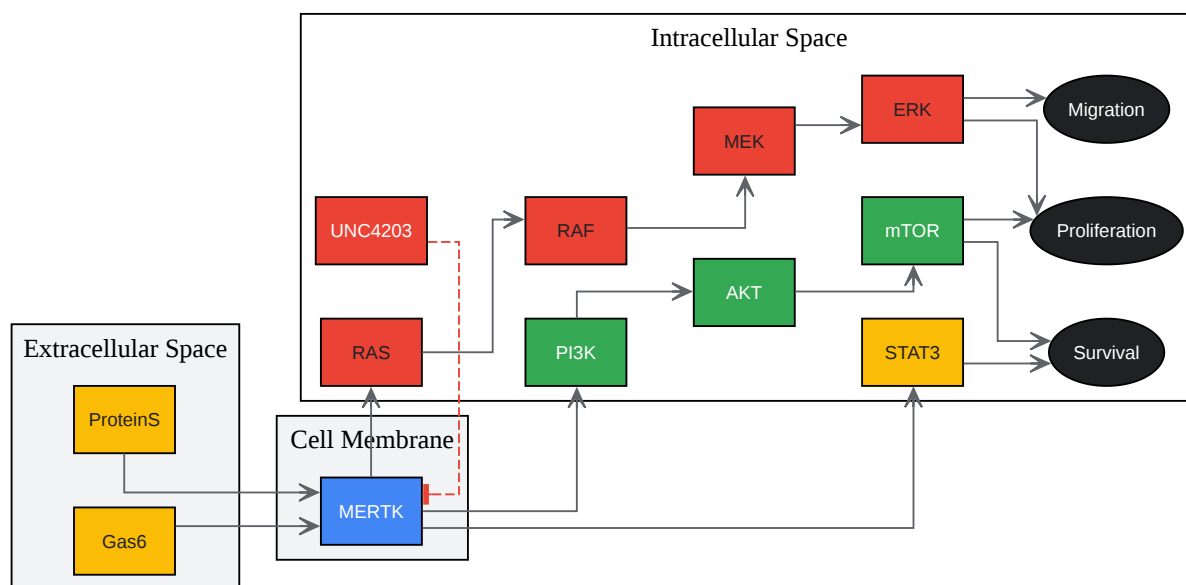 Intracellular Space
ERK
Migration
MEK
UNC4203
RAF
mTOR
Proliferation
AKT
Extracellular Space
RAS
PI3K
STAT3
Survival
ProteinS
Cell Membrane
MERTK
Gas6